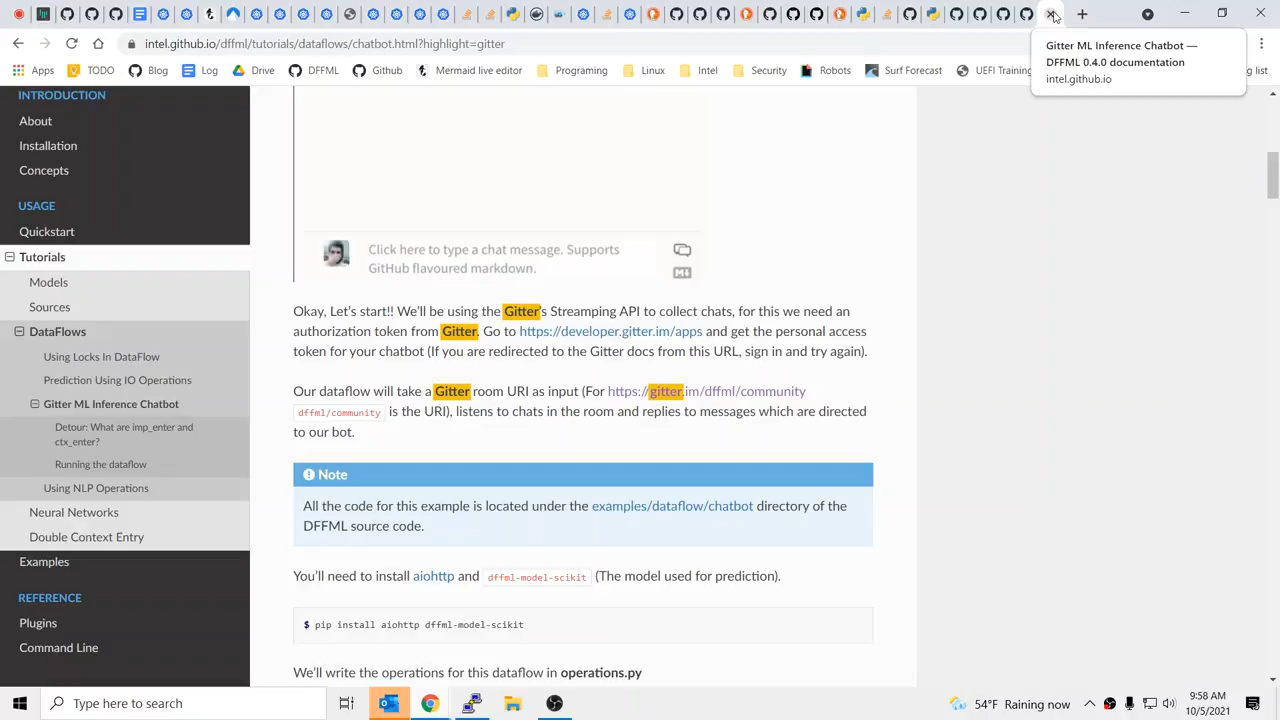 intel.github.io/dffml/tutorials/dataflows/chatbot.html?highlight=gitter
Gitter ML Inference Chatbot —
DFFML 0.4.0 documentation
intel.github.io
Apps
TODO
Blog
Log
Drive
DFFML
Github
Mermaid live editor
Programing
Linux
Intel
Security
Robots
Surf Forecast
UEFI Training
g list
INTRODUCTION
About
Installation
Concepts
USAGE
Quickstart
Tutorials
Models
Sources
DataFlows
Using Locks In DataFlow
Prediction Using IO Operations
Gitter ML Inference Chatbot
Detour: What are imp_enter and
ctx_enter?
Running the dataflow
Using NLP Operations
Neural Networks
Double Context Entry
Examples
REFERENCE
Plugins
Command Line
Click here to type a chat message. Supports
GitHub flavoured markdown.
Okay, Let's start!! We'll be using the Gitter's Streamping API to collect chats, for this we need an
authorization token from Gitter. Go to https://developer.gitter.im/apps and get the personal access
token for your chatbot (If you are redirected to the Gitter docs from this URL, sign in and try again).
Our dataflow will take a Gitter room URI as input (For https://gitter.im/dffml/community
dffml/community is the URI), listens to chats in the room and replies to messages which are directed
to our bot.
Note
All the code for this example is located under the examples/dataflow/chatbot directory of the
DFFML source code.
You'll need to install aiohttp and dffml-model-scikit (The model used for prediction).
$ pip install aiohttp dffml-model-scikit
We'll write the operations for this dataflow in operations.py
Type here to search
54°F Raining now
9:58 AM
10/5/2021